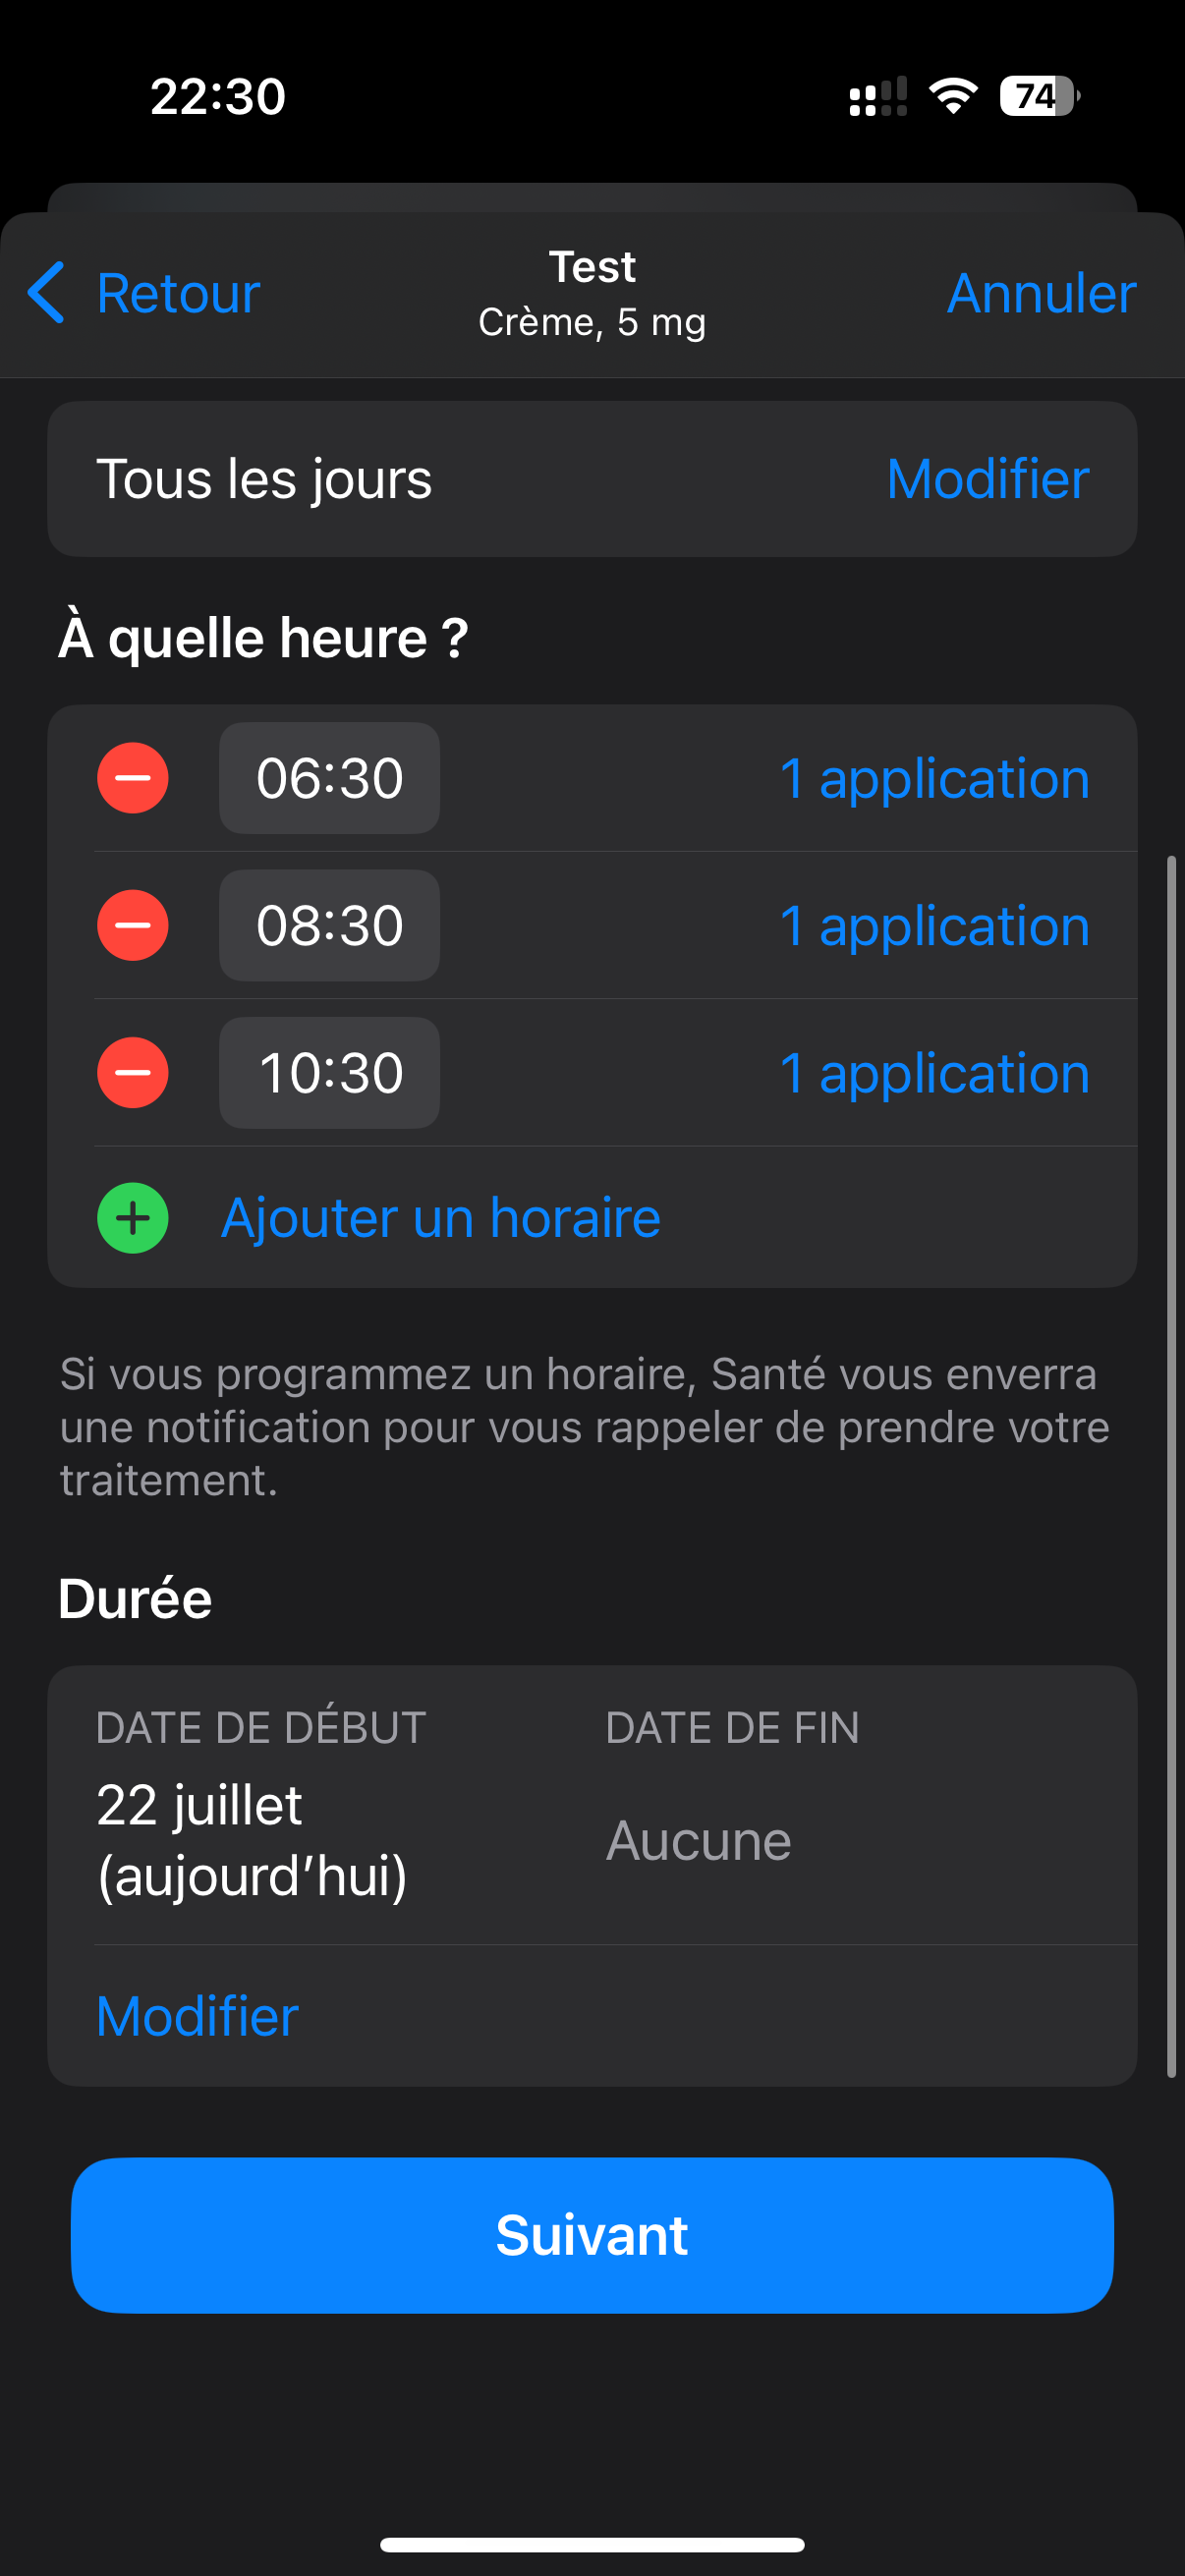 22:30
74
Retour
Test
Crème, 5 mg
Annuler
Tous les jours
Modifier
À quelle heure ?
06:30
1 application
08:30
1 application
10:30
1 application
Ajouter un horaire
Si vous programmez un horaire, Santé vous enverra
une notification pour vous rappeler de prendre votre
traitement.
Durée
DATE DE DÉBUT
22 juillet
(aujourd’hui)
DATE DE FIN
Aucune
Modifier
Suivant